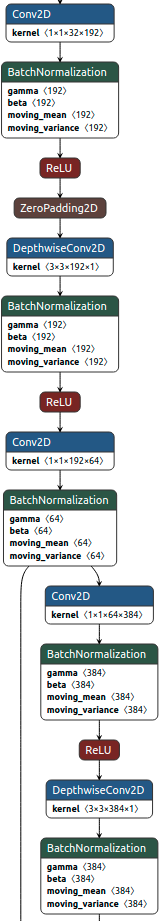 Conv2D
kernel ⟨1×1×32×192⟩
BatchNormalization
gamma ⟨192⟩
beta ⟨192⟩
moving_mean ⟨192⟩
moving_variance ⟨192⟩
ReLU
ZeroPadding2D
DepthwiseConv2D
kernel ⟨3×3×192×1⟩
BatchNormalization
gamma ⟨192⟩
beta ⟨192⟩
moving_mean ⟨192⟩
moving_variance ⟨192⟩
ReLU
Conv2D
kernel ⟨1×1×192×64⟩
BatchNormalization
gamma ⟨64⟩
beta ⟨64⟩
moving_mean ⟨64⟩
moving_variance ⟨64⟩
Conv2D
kernel ⟨1×1×64×384⟩
BatchNormalization
gamma ⟨384⟩
beta ⟨384⟩
moving_mean ⟨384⟩
moving_variance ⟨384⟩
ReLU
DepthwiseConv2D
kernel ⟨3×3×384×1⟩
BatchNormalization
gamma ⟨384⟩
beta ⟨384⟩
moving_mean ⟨384⟩
moving_variance ⟨384⟩